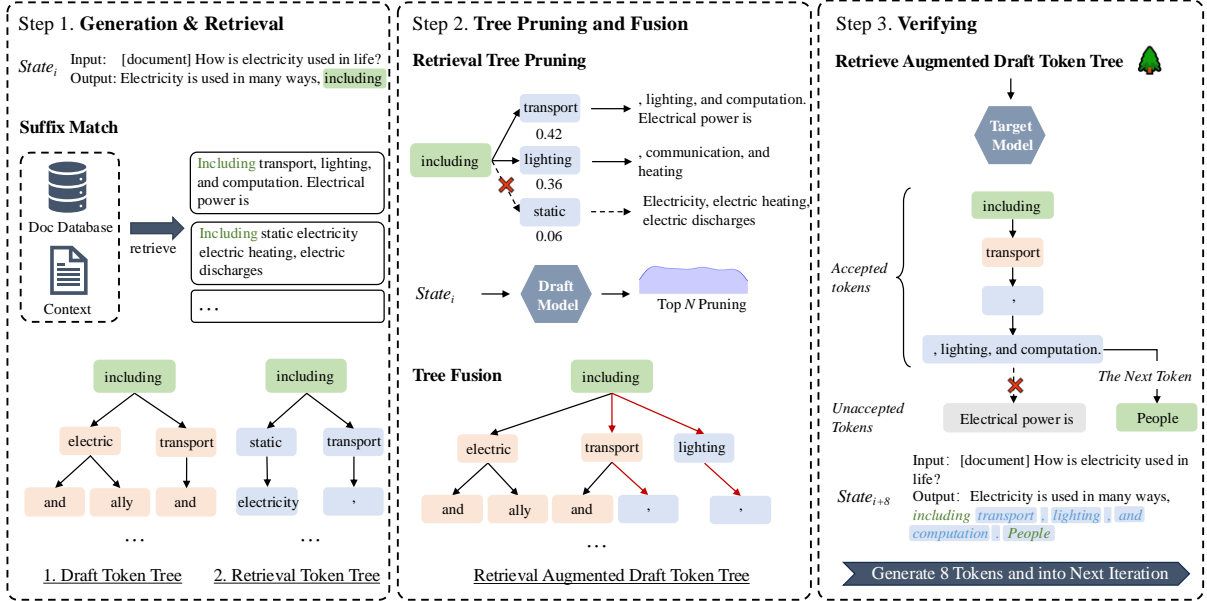 Step 1. Generation & Retrieval
State_i
Input: [document] How is electricity used in life?
Output: Electricity is used in many ways, including
Suffix Match
Doc Database
Context
retrieve
Including transport, lighting,
and computation. Electrical
power is
Including static electricity
electric heating, electric
discharges
...
including
electric
transport
and
ally
and
...
1. Draft Token Tree
including
static
transport
electricity
,
...
2. Retrieval Token Tree
Step 2. Tree Pruning and Fusion
Retrieval Tree Pruning
including
transport
0.42
, lighting, and computation.
Electrical power is
lighting
0.36
, communication, and
heating
static
0.06
Electricity, electric heating,
electric discharges
State_i
Draft
Model
Top N Pruning
Tree Fusion
including
electric
transport
lighting
and
ally
and
,
,
...
Retrieval Augmented Draft Token Tree
Step 3. Verifying
Retrieve Augmented Draft Token Tree
Target
Model
Accepted
tokens
including
transport
,
, lighting, and computation.
The Next Token
Unaccepted
Tokens
Electrical power is
People
State_{i+8}
Input: [document] How is electricity used in
life?
Output: Electricity is used in many ways,
including transport , lighting , and
computation . People
Generate 8 Tokens and into Next Iteration